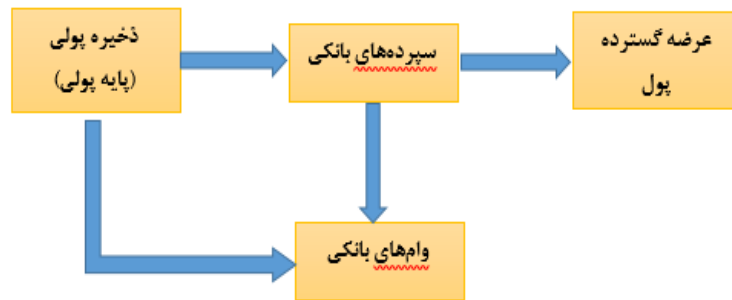 ذخیره پولی
(پایه پولی)
سپرده‌های بانکی
عرضه گسترده
پول
وام‌های بانکی